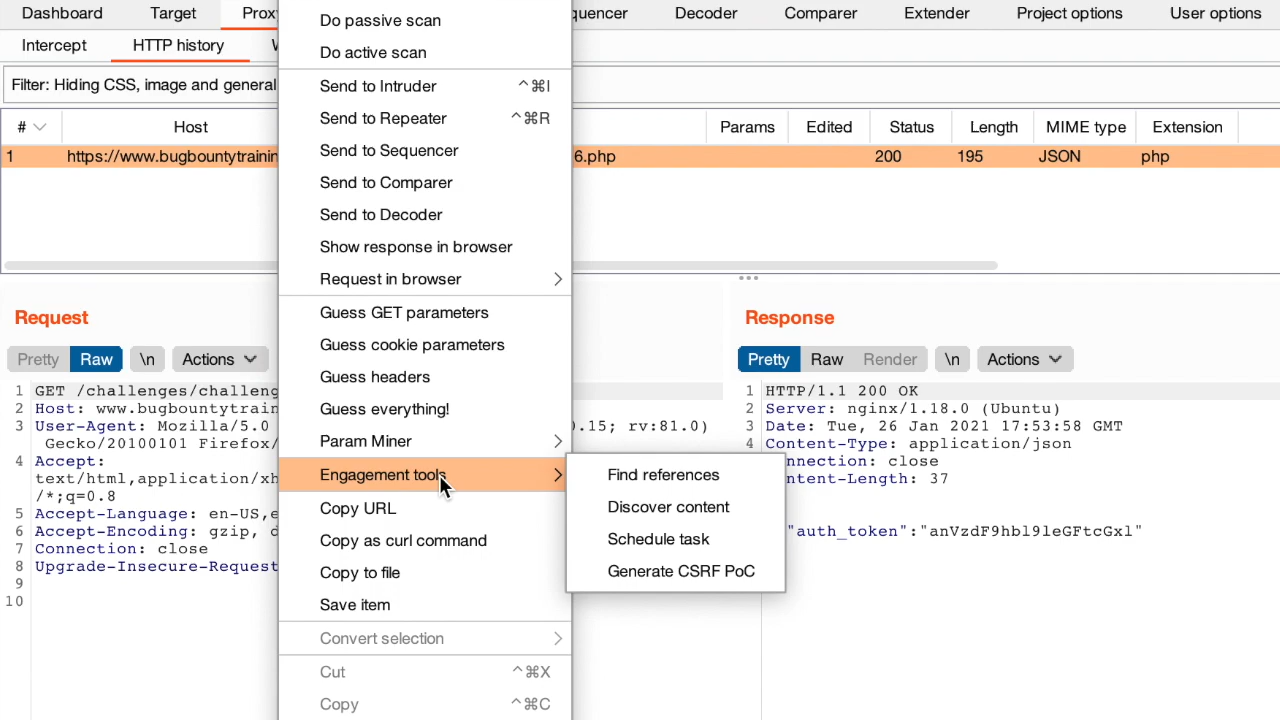 Dashboard
Target
Proxy
quencer
Decoder
Comparer
Extender
Project options
User options
Intercept
HTTP history
Filter: Hiding CSS, image and general
#
Host
Params
Edited
Status
Length
MIME type
Extension
1
https://www.bugbountytrainin
6.php
200
195
JSON
php
Do passive scan
Do active scan
Send to Intruder ^⌘I
Send to Repeater ^⌘R
Send to Sequencer
Send to Comparer
Send to Decoder
Show response in browser
Request in browser
Guess GET parameters
Guess cookie parameters
Guess headers
Guess everything!
Param Miner
Engagement tools
Copy URL
Copy as curl command
Copy to file
Save item
Convert selection
Cut ^⌘X
Copy ^⌘C
Find references
Discover content
Schedule task
Generate CSRF PoC
Request
Pretty Raw \n Actions
1 GET /challenges/challeng
2 Host: www.bugbountytrain
3 User-Agent: Mozilla/5.0 .15; rv:81.0)
Gecko/20100101 Firefox/
4 Accept:
text/html,application/xh
/*;q=0.8
5 Accept-Language: en-US,e
6 Accept-Encoding: gzip, d
7 Connection: close
8 Upgrade-Insecure-Request
9
10
Response
Pretty Raw Render \n Actions
1 HTTP/1.1 200 OK
2 Server: nginx/1.18.0 (Ubuntu)
3 Date: Tue, 26 Jan 2021 17:53:58 GMT
4 Content-Type: application/json
nnection: close
ntent-Length: 37
"auth_token":"anVzdF9hbl9leGFtcGxl"